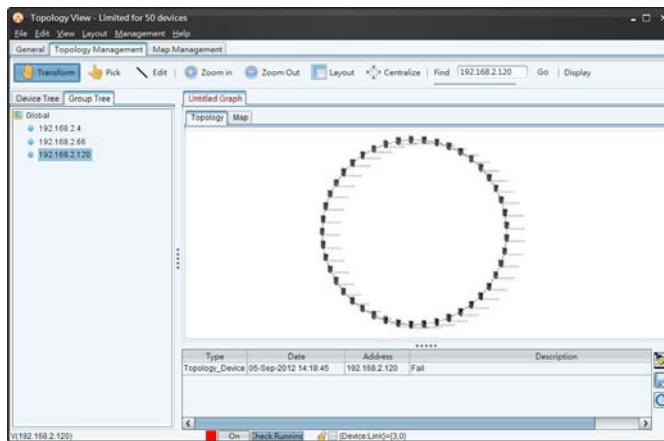 Topology View - Limited for 50 devices
File Edit View Layout Management Help
General Topology Management Map Management
Transform Pick Edit Zoom in Zoom Out Layout Centralize Find 192.168.2.120 Go Display
Device Tree Group Tree
Untitled Graph
Global
Topology Map
192.168.2.4
192.168.2.66
192.168.2.120
Type Date Address Description
Topology_Device 05-Sep-2012 14:18:45 192.168.2.120 Fail
V(192.168.2.120) On Check Running (Device:Link)=(3,0)